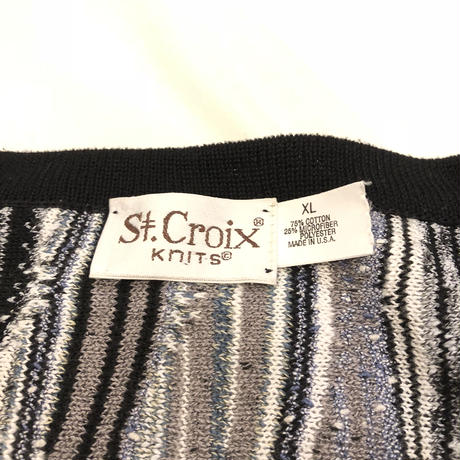 St. Croix®
KNITS©
XL
75% COTTON
25% MICROFIBER
POLYESTER
MADE IN U.S.A.